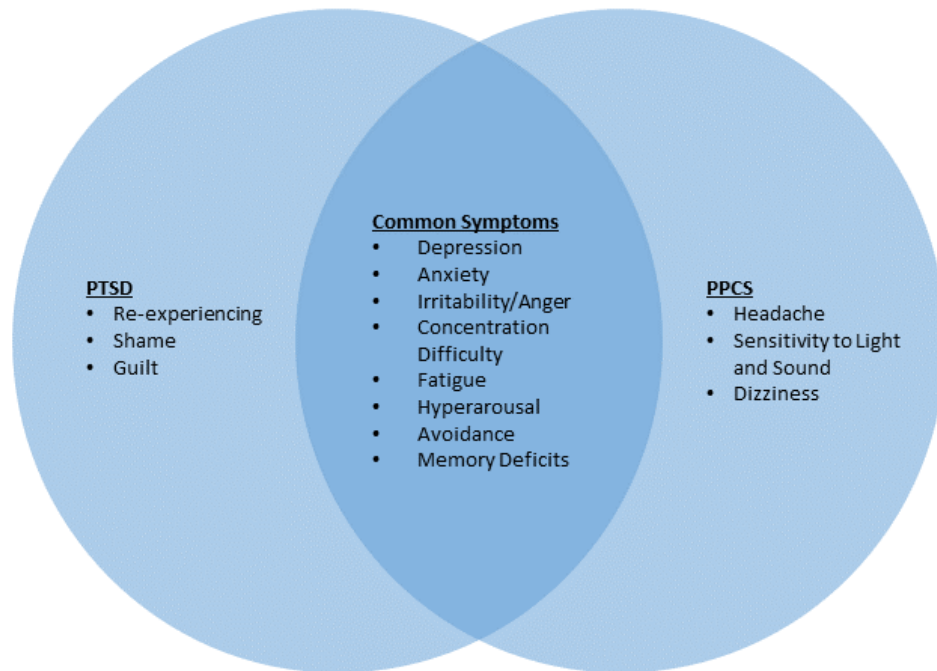 PTSD
• Re-experiencing
• Shame
• Guilt
Common Symptoms
• Depression
• Anxiety
• Irritability/Anger
• Concentration
Difficulty
• Fatigue
• Hyperarousal
• Avoidance
• Memory Deficits
PPCS
• Headache
• Sensitivity to Light
and Sound
• Dizziness